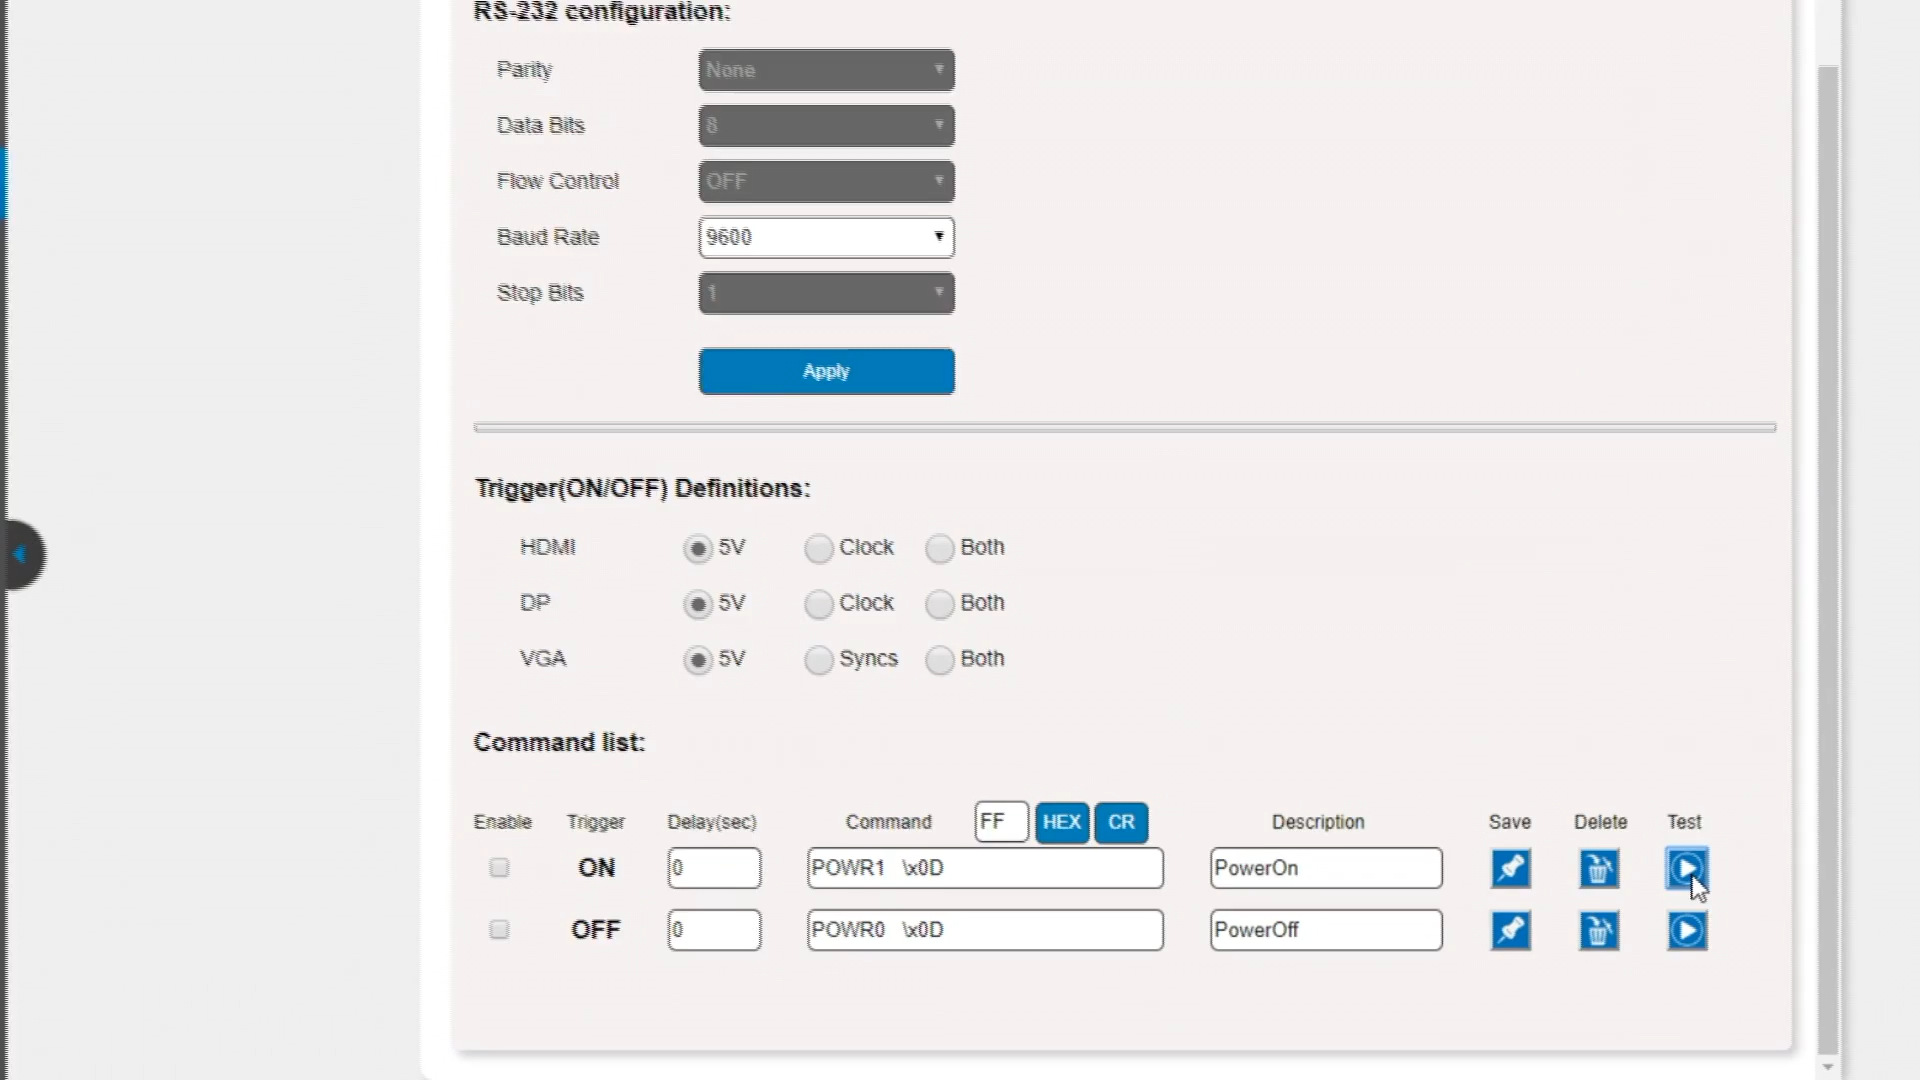 RS-232 configuration:
Parity None
Data Bits 8
Flow Control OFF
Baud Rate 9600
Stop Bits 1
Apply
Trigger(ON/OFF) Definitions:
HDMI 5V Clock Both
DP 5V Clock Both
VGA 5V Syncs Both
Command list:
Enable Trigger Delay(sec) Command FF HEX CR Description Save Delete Test
ON 0 POWR1 \x0D PowerOn
OFF 0 POWR0 \x0D PowerOff